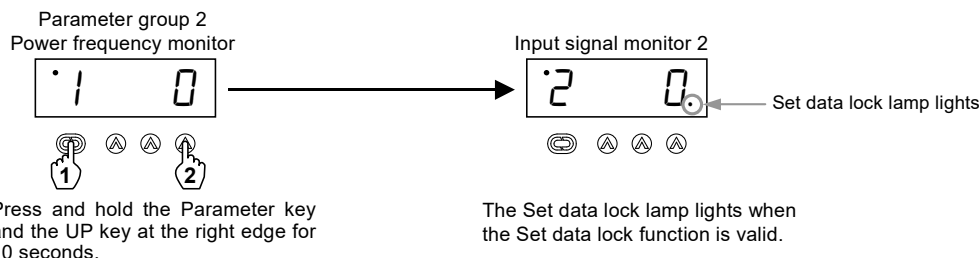 Parameter group 2
Power frequency monitor
1 0
1
2
Press and hold the Parameter key
and the UP key at the right edge for
0 seconds.
Input signal monitor 2
2 0.
Set data lock lamp lights
The Set data lock lamp lights when
the Set data lock function is valid.